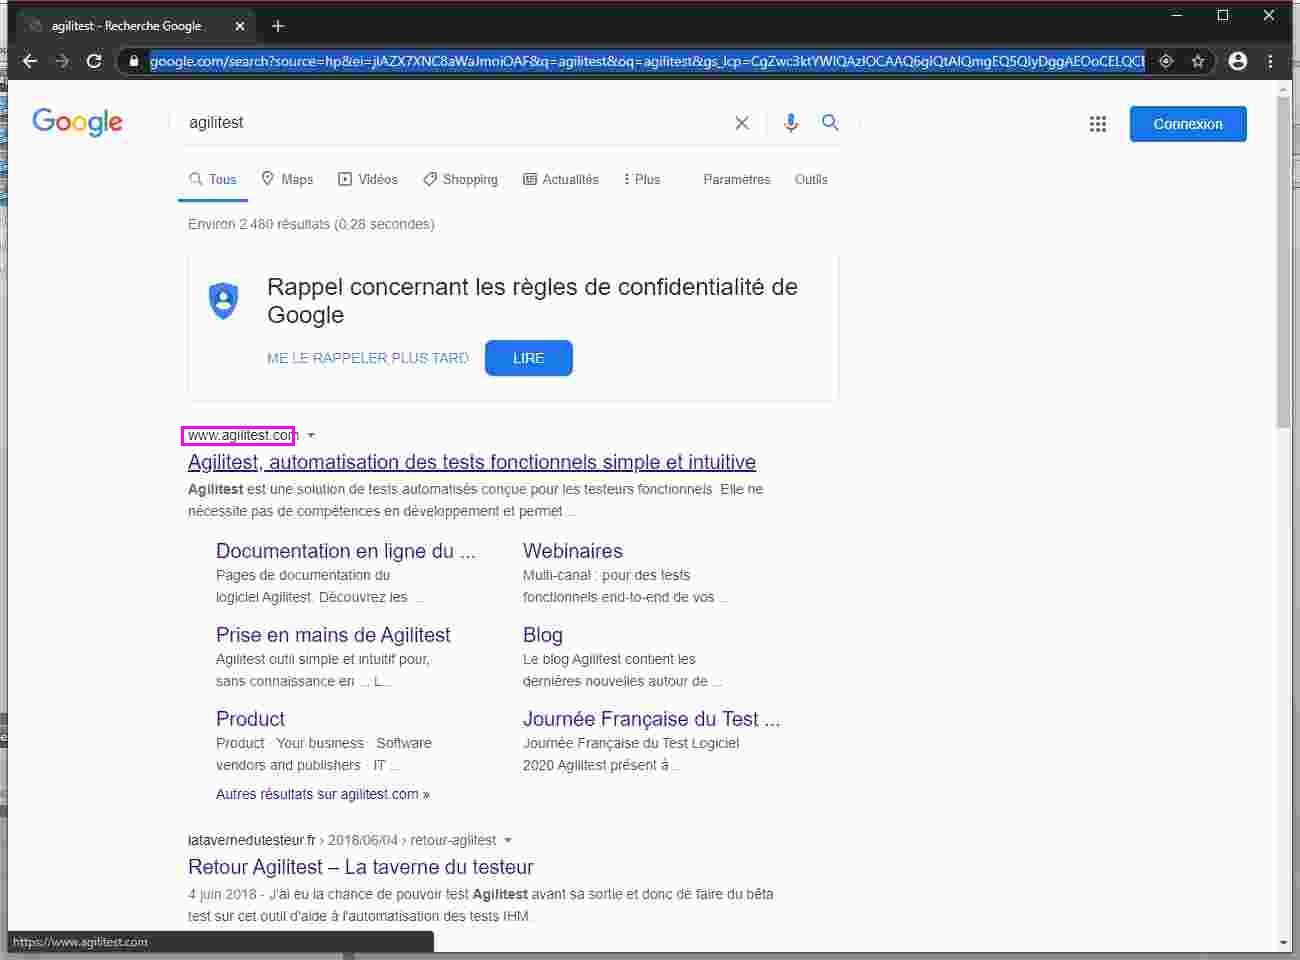 agilitest - Recherche Google
google.com/search?source=hp&ei=jIAZX7XNC8aWaJmoiOAF&q=agilitest&oq=agilitest&gs_lcp=
Google
agilitest
Connexion
Tous Maps Vidéos Shopping Actualités Plus Paramètres Outils
Environ 2 480 résultats (0,28 secondes)
Rappel concernant les règles de confidentialité de
Google
ME LE RAPPELER PLUS TARD LIRE
www.agilitest.com
Agilitest, automatisation des tests fonctionnels simple et intuitive
Agilitest est une solution de tests automatisés conçue pour les testeurs fonctionnels. Elle ne
nécessite pas de compétences en développement et permet ...
Documentation en ligne du ...
Pages de documentation du
logiciel Agilitest. Découvrez les ...
Webinaires
Multi-canal : pour des tests
fonctionnels end-to-end de vos ...
Prise en mains de Agilitest
Agilitest outil simple et intuitif pour,
sans connaissance en ... L...
Blog
Le blog Agilitest contient les
dernières nouvelles autour de ...
Product
Product · Your business · Software
vendors and publishers · IT ...
Journée Française du Test ...
Journée Française du Test Logiciel
2020 Agilitest présent à ...
Autres résultats sur agilitest.com »
latavernedutesteur.fr › 2018/06/04 › retour-agilitest
Retour Agilitest – La taverne du testeur
4 juin 2018 - J'ai eu la chance de pouvoir test Agilitest avant sa sortie et donc de faire du bêta
test sur cet outil d'aide à l'automatisation des tests IHM.
https://www.agilitest.com